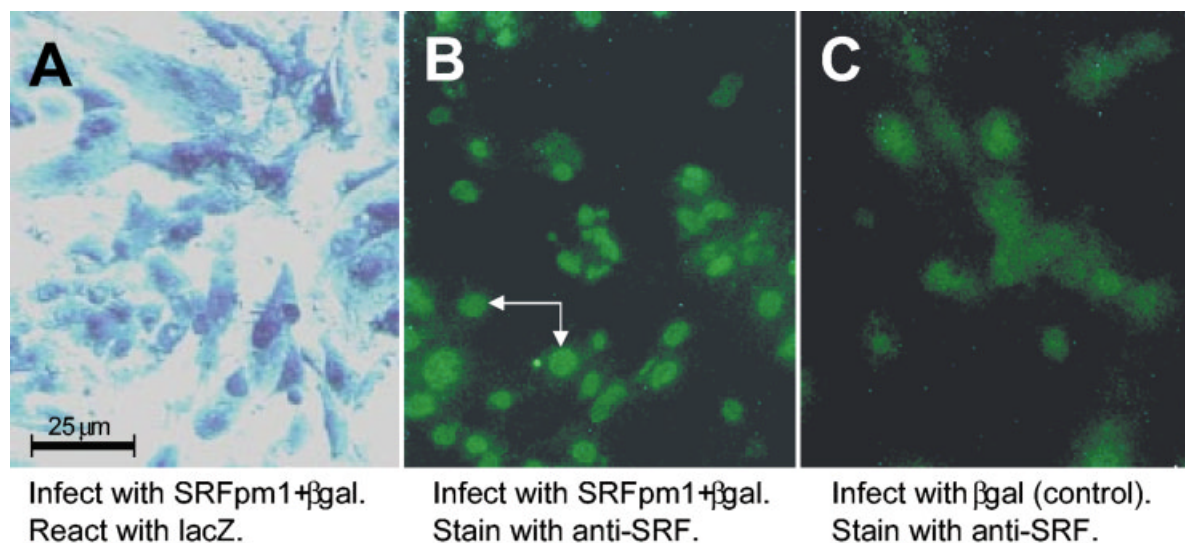 A
B
C
25 μm
Infect with SRFpm1+βgal.
React with lacZ.
Infect with SRFpm1+βgal.
Stain with anti-SRF.
Infect with βgal (control).
Stain with anti-SRF.